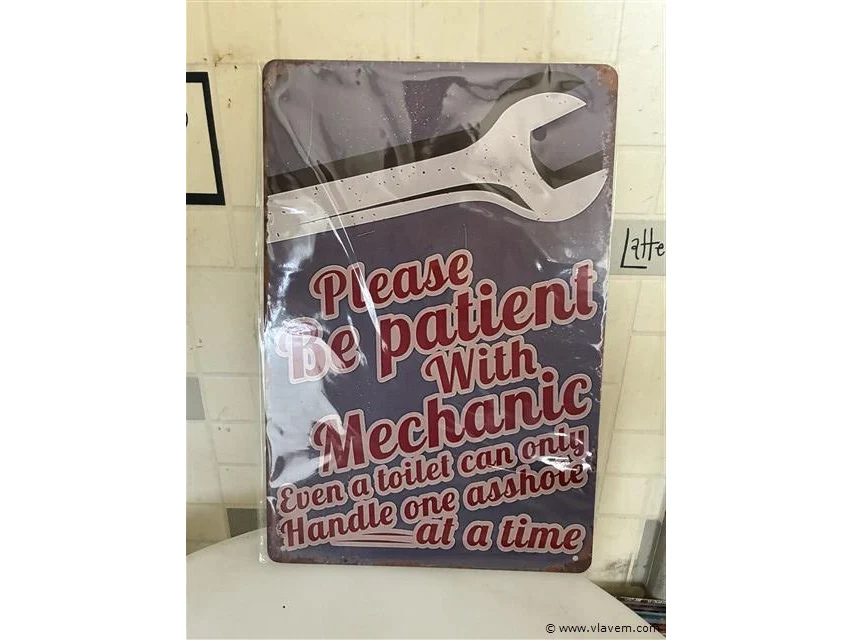 Please
Be patient
With
Mechanic
Even a toilet can only
Handle one asshole
at a time
Latte
© www.vlavem.com